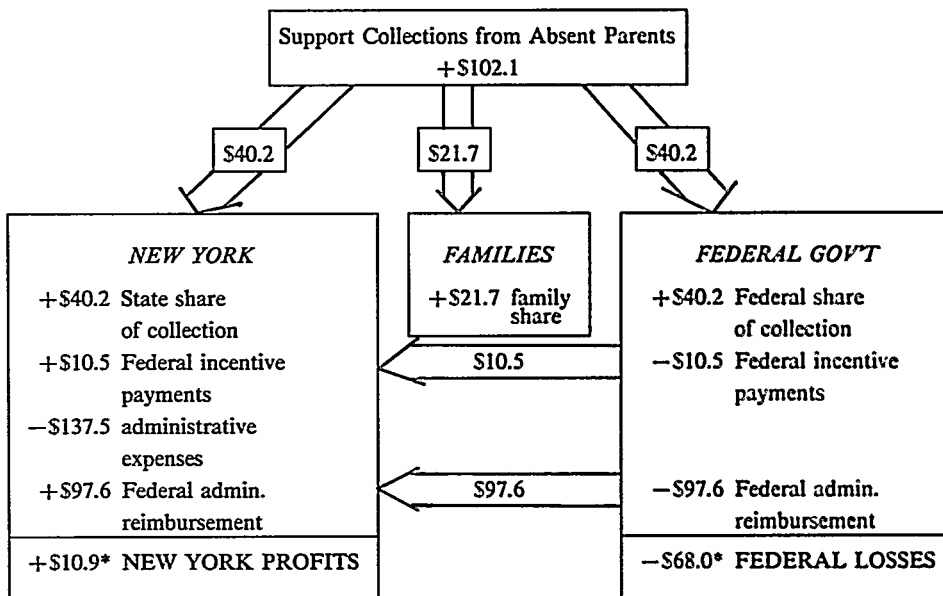 Support Collections from Absent Parents
+$102.1
$40.2
$21.7
$40.2
NEW YORK
+$40.2 State share
of collection
+$10.5 Federal incentive
payments
−$137.5 administrative
expenses
+$97.6 Federal admin.
reimbursement
+$10.9* NEW YORK PROFITS
FAMILIES
+$21.7 family
share
$10.5
$97.6
FEDERAL GOV'T
+$40.2 Federal share
of collection
−$10.5 Federal incentive
payments
−$97.6 Federal admin.
reimbursement
−$68.0* FEDERAL LOSSES